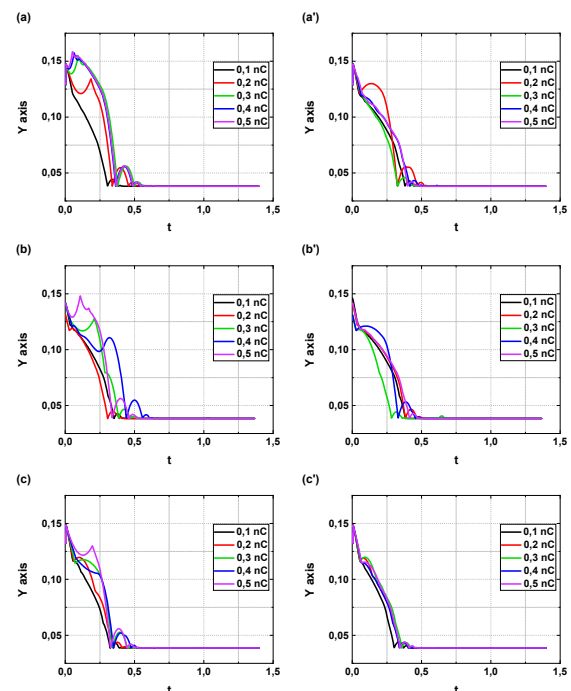 (a)
0,15
0,10
0,05
Y axis
0,0
0,5
1,0
1,5
t
0,1 nC
0,2 nC
0,3 nC
0,4 nC
0,5 nC
(a')
0,15
0,10
0,05
Y axis
0,0
0,5
1,0
1,5
t
0,1 nC
0,2 nC
0,3 nC
0,4 nC
0,5 nC
(b)
0,15
0,10
0,05
Y axis
0,0
0,5
1,0
1,5
t
0,1 nC
0,2 nC
0,3 nC
0,4 nC
0,5 nC
(b')
0,15
0,10
0,05
Y axis
0,0
0,5
1,0
1,5
t
0,1 nC
0,2 nC
0,3 nC
0,4 nC
0,5 nC
(c)
0,15
0,10
0,05
Y axis
0,0
0,5
1,0
1,5
t
0,1 nC
0,2 nC
0,3 nC
0,4 nC
0,5 nC
(c')
0,15
0,10
0,05
Y axis
0,0
0,5
1,0
1,5
t
0,1 nC
0,2 nC
0,3 nC
0,4 nC
0,5 nC